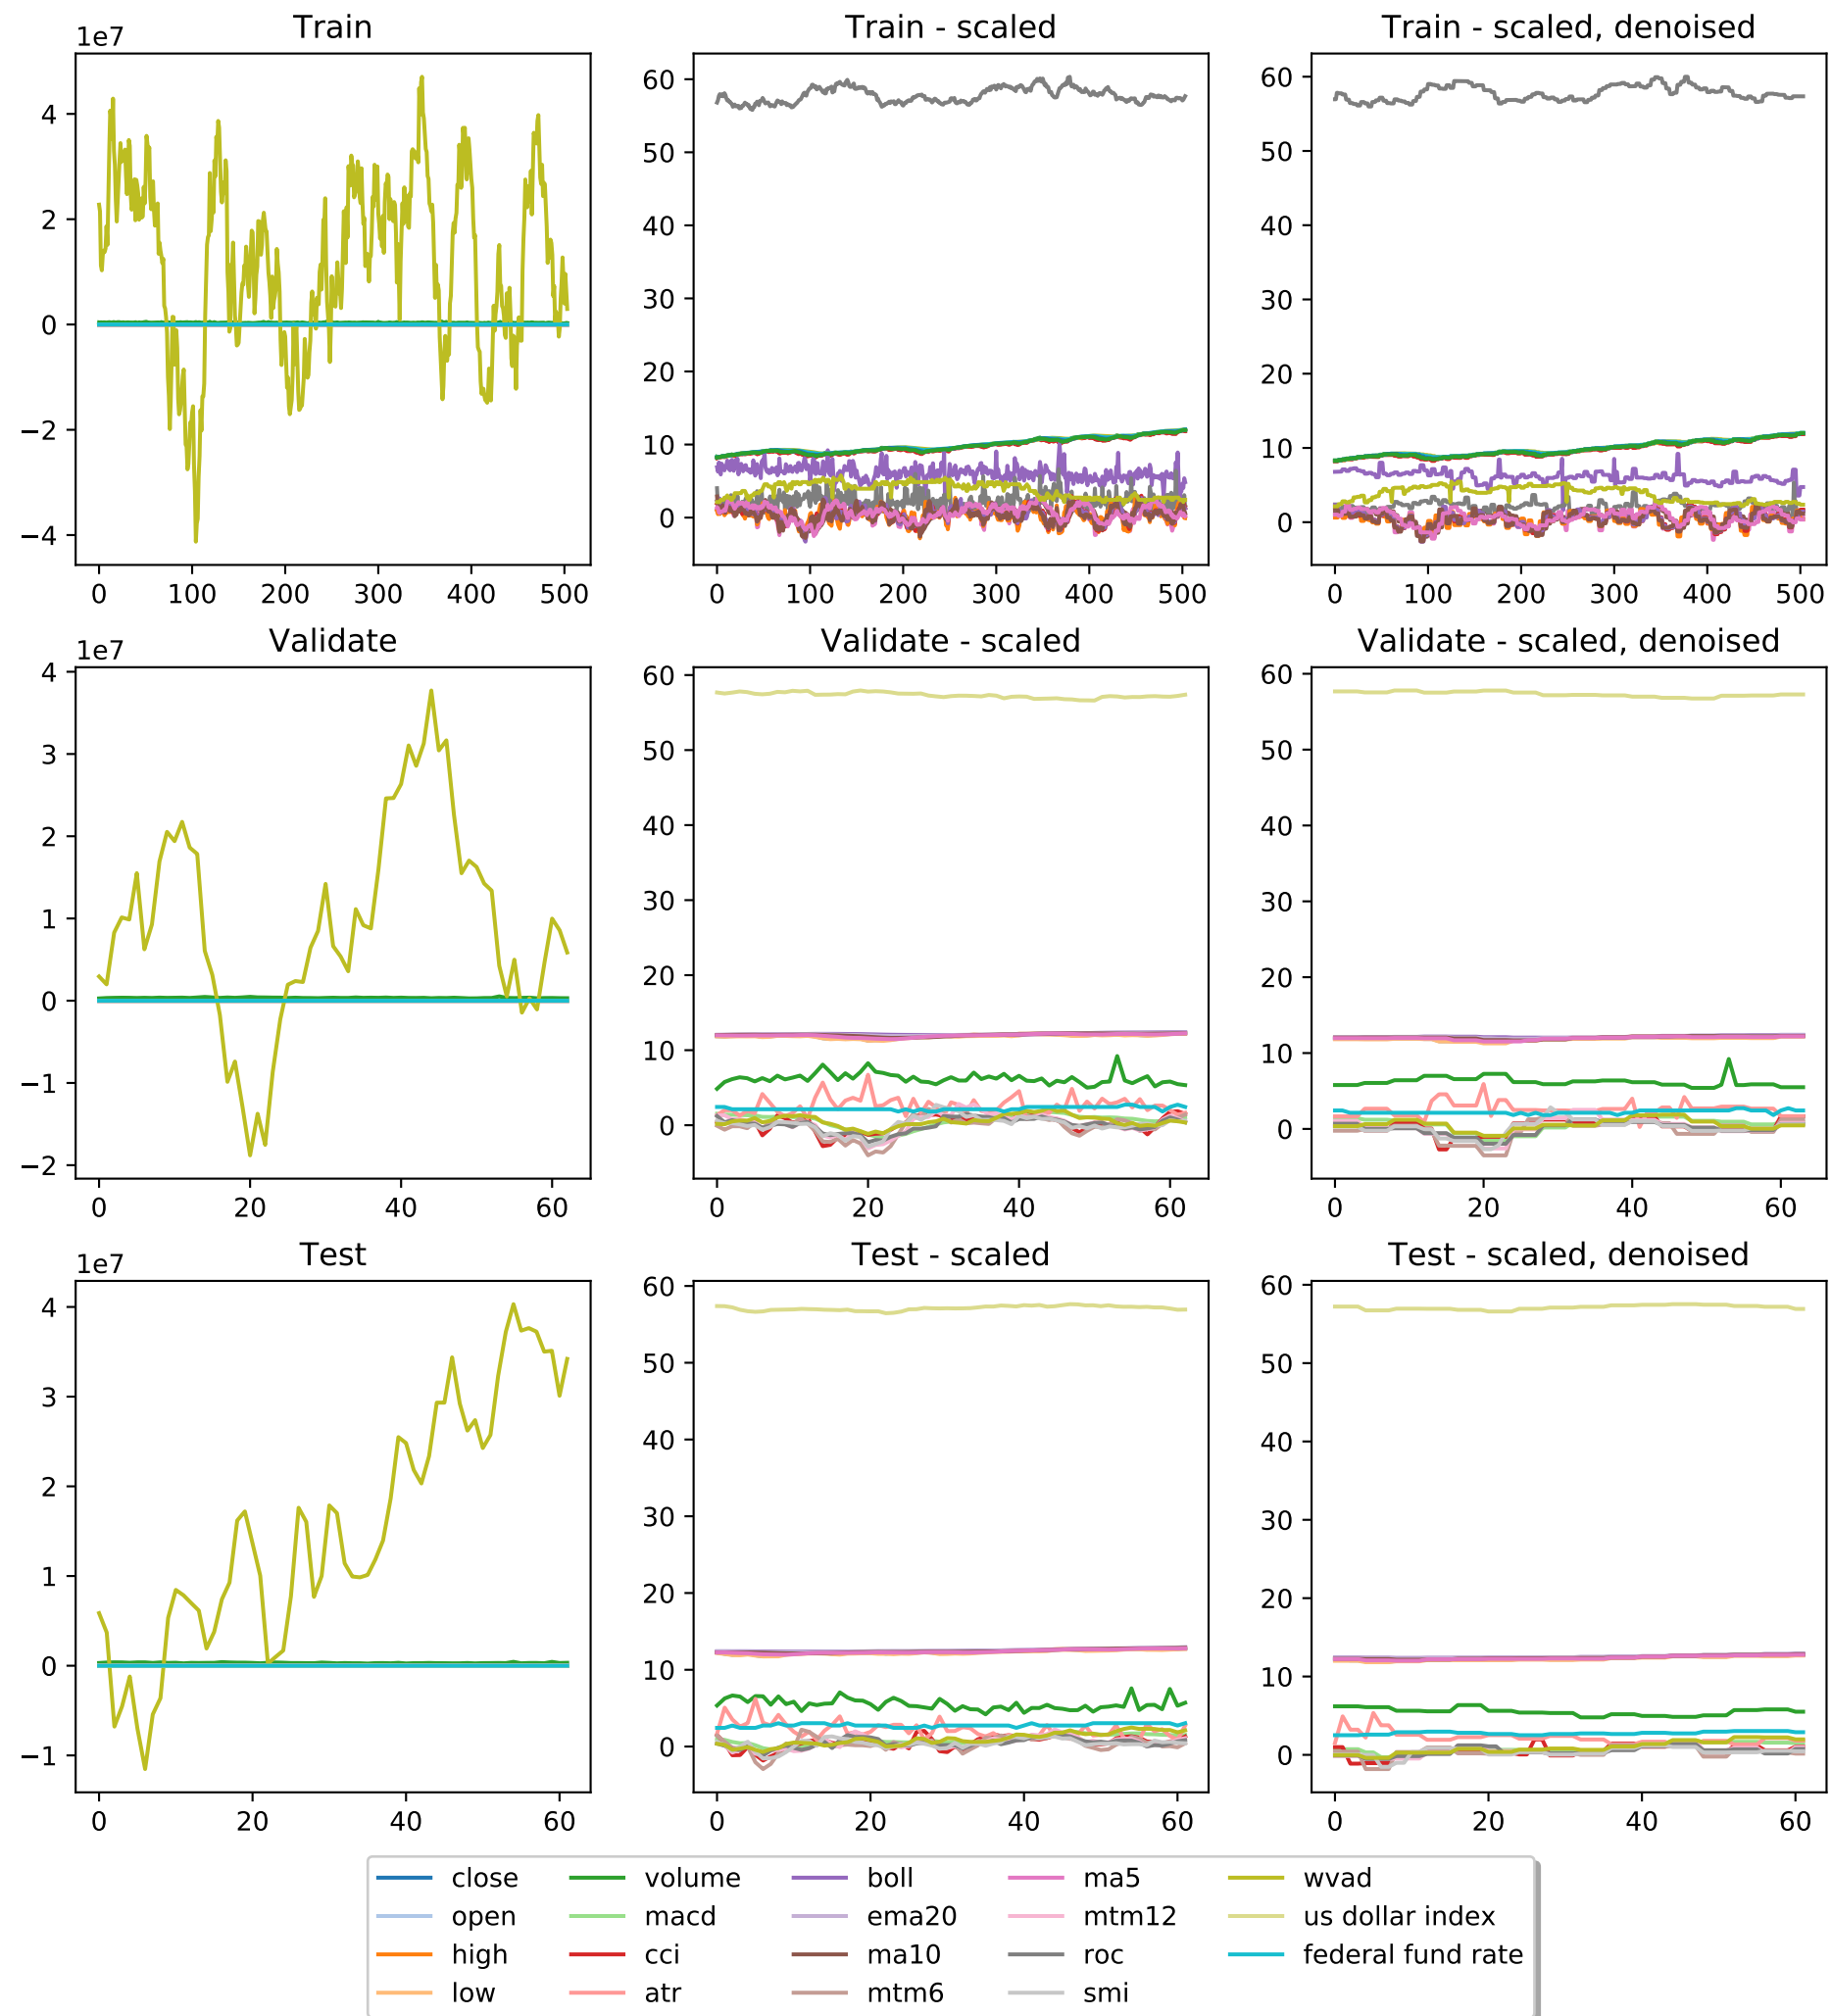 Train
Train - scaled
Train - scaled, denoised
1e7
4
2
0
−2
−4
0 100 200 300 400 500
60
50
40
30
20
10
0
0 100 200 300 400 500
60
50
40
30
20
10
0
0 100 200 300 400 500
Validate
Validate - scaled
Validate - scaled, denoised
1e7
4
3
2
1
0
−1
−2
0 20 40 60
60
50
40
30
20
10
0
0 20 40 60
60
50
40
30
20
10
0
0 20 40 60
Test
Test - scaled
Test - scaled, denoised
1e7
4
3
2
1
0
−1
0 20 40 60
60
50
40
30
20
10
0
0 20 40 60
60
50
40
30
20
10
0
0 20 40 60
close volume boll ma5 wvad
open macd ema20 mtm12 us dollar index
high cci ma10 roc federal fund rate
low atr mtm6 smi